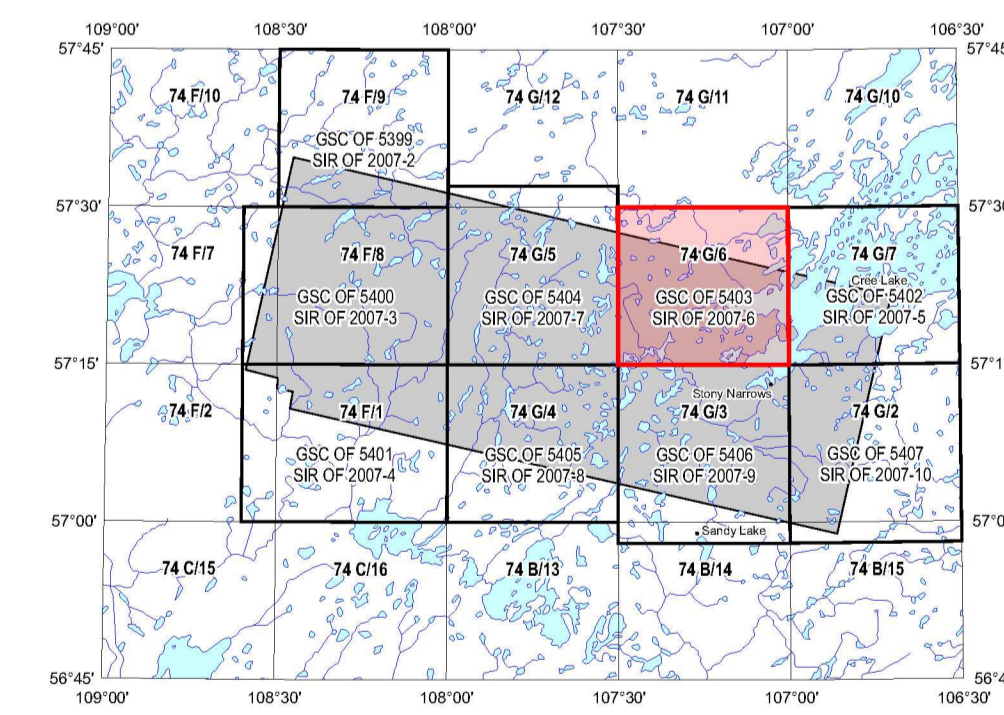 109°00' 108°30' 108°00' 107°30' 107°00' 106°30'
57°45' 57°45
74 F/10 74 F/9 74 G/12 74 G/11 74 G/10
GSC OF 5399
SIR OF 2007-2
57°30' 57°30
74 F/7 74 F/8 74 G/5 74 G/6 74 G/7
Cree Lake
GSC OF 5400 GSC OF 5404 GSC OF 5403 GSC OF 5402
SIR OF 2007-3 SIR OF 2007-7 SIR OF 2007-6 SIR OF 2007-5
57°15' 57°1
Stony Narrows
74 F/2 74 F/1 74 G/4 74 G/3 74 G/2
GSC OF 5401 GSC OF 5405 GSC OF 5406 GSC OF 5407
SIR OF 2007-4 SIR OF 2007-8 SIR OF 2007-9 SIR OF 2007-10
57°00' 57°0
Sandy Lake
74 C/15 74 C/16 74 B/13 74 B/14 74 B/15
56°45' 56°4
109°00' 108°30' 108°00' 107°30' 107°00' 106°30'